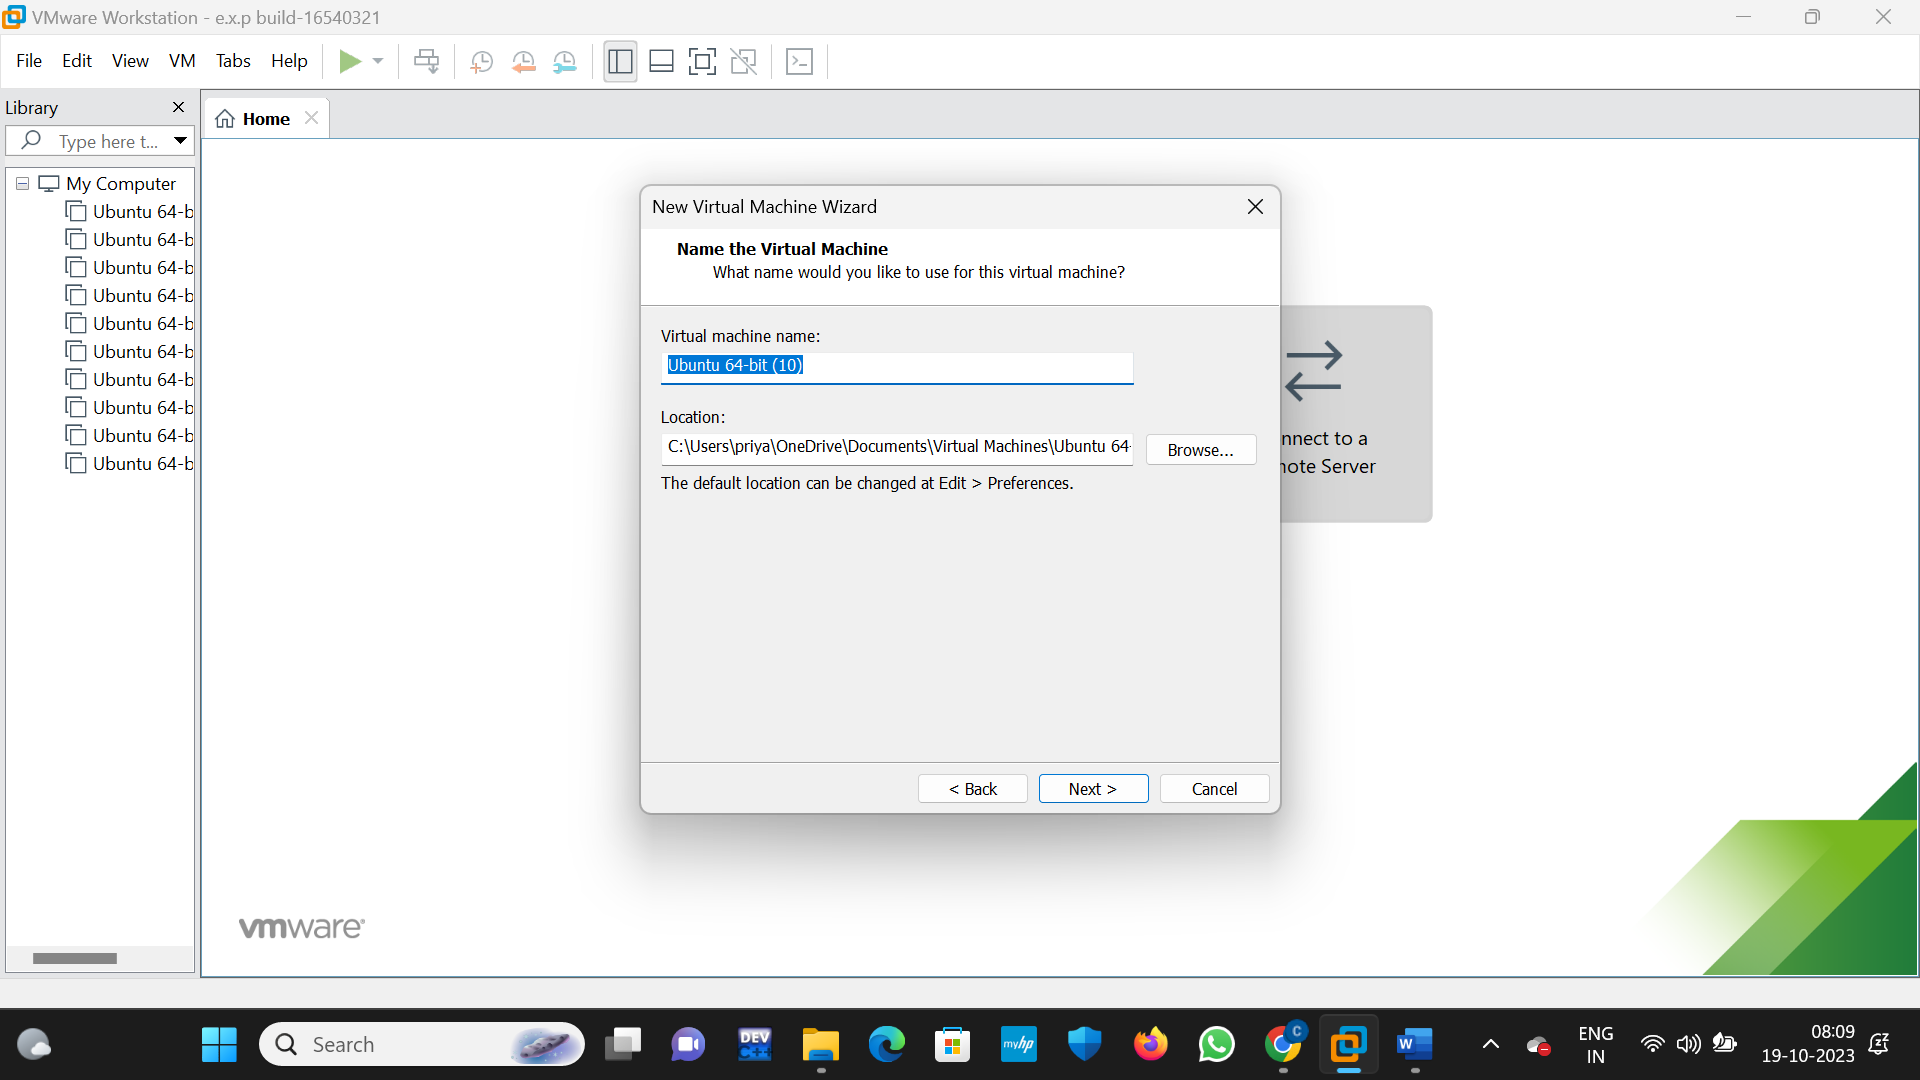 VMware Workstation - e.x.p build-16540321
File Edit View VM Tabs Help
Library
Home
Type here t...
My Computer
Ubuntu 64-b
Ubuntu 64-b
Ubuntu 64-b
Ubuntu 64-b
Ubuntu 64-b
Ubuntu 64-b
Ubuntu 64-b
Ubuntu 64-b
Ubuntu 64-b
Ubuntu 64-b
New Virtual Machine Wizard
Name the Virtual Machine
What name would you like to use for this virtual machine?
Virtual machine name:
Ubuntu 64-bit (10)
Location:
C:\Users\priya\OneDrive\Documents\Virtual Machines\Ubuntu 64-
Browse...
The default location can be changed at Edit > Preferences.
< Back
Next >
Cancel
nnect to a
note Server
vmware
Search
DEV
C++
myhp
C
W
ENG
IN
08:09
19-10-2023